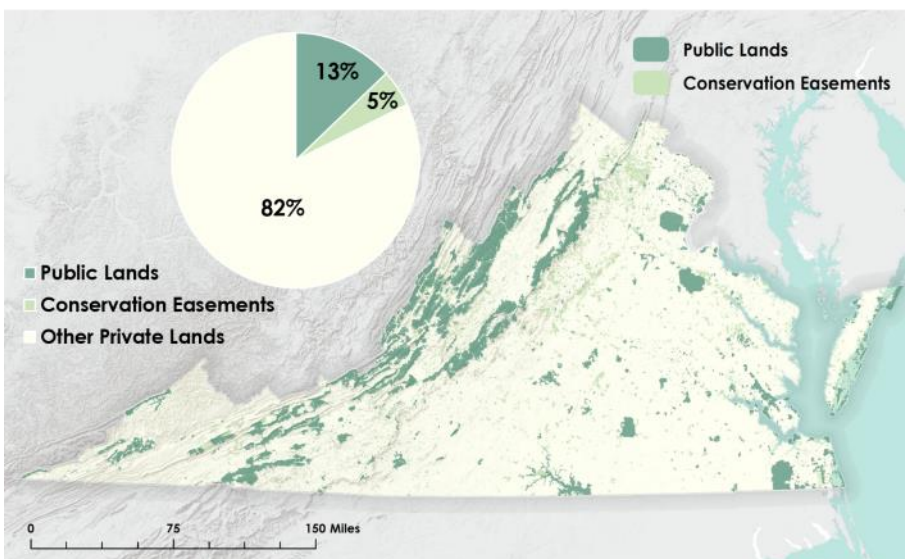 13%
5%
82%
Public Lands
Conservation Easements
Public Lands
Conservation Easements
Other Private Lands
0 75 150 Miles